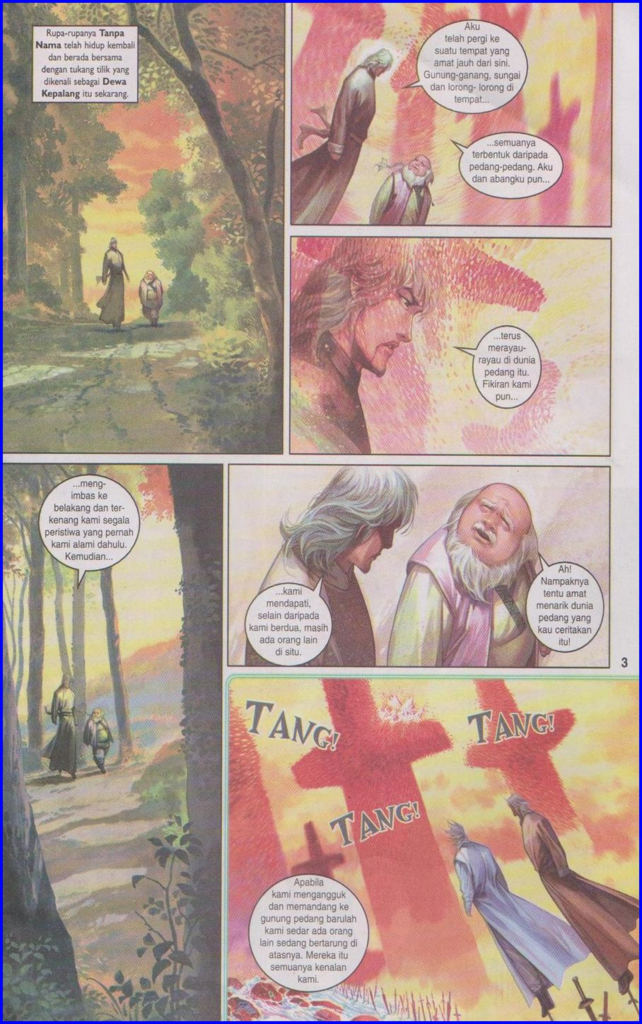 Rupa-rupanya Tanpa
Nama telah hidup kembali
dan berada bersama
dengan tukang tilik yang
dikenali sebagai Dewa
Kepalang itu sekarang.
Aku
telah pergi ke
suatu tempat yang
amat jauh dari sini.
Gunung-ganang, sungai
dan lorong- lorong di
tempat...
...semuanya
terbentuk daripada
pedang-pedang. Aku
dan abangku pun...
...terus
merayau-
rayau di dunia
pedang itu.
Fikiran kami
pun...
...meng-
imbas ke
belakang dan ter-
kenang kami segala
peristiwa yang pernah
kami alami dahulu.
Kemudian...
...kami
mendapati,
selain daripada
kami berdua, masih
ada orang lain
di situ.
Ah!
Nampaknya
tentu amat
menarik dunia
pedang yang
kau ceritakan
itu!
3
TANG!
TANG!
TANG!
Apabila
kami mengangguk
dan memandang ke
gunung pedang barulah
kami sedar ada orang
lain sedang bertarung di
atasnya. Mereka itu
semuanya kenalan
kami.